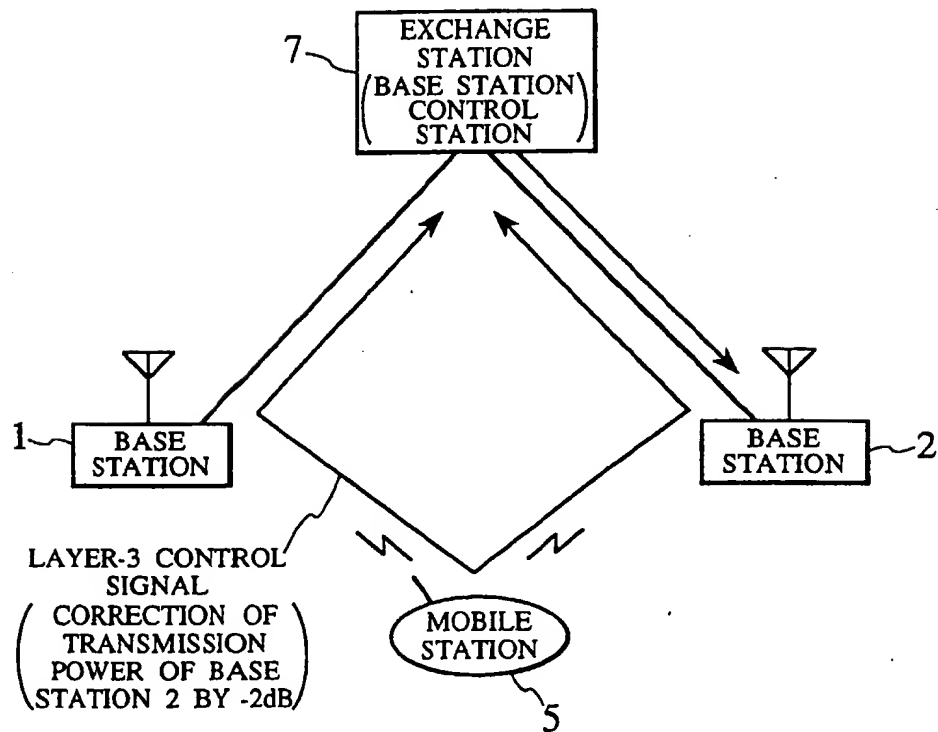 7
EXCHANGE
STATION
(BASE STATION
CONTROL
STATION)
1
BASE
STATION
BASE
STATION
2
LAYER-3 CONTROL
SIGNAL
(CORRECTION OF
TRANSMISSION
POWER OF BASE
STATION 2 BY -2dB)
MOBILE
STATION
5